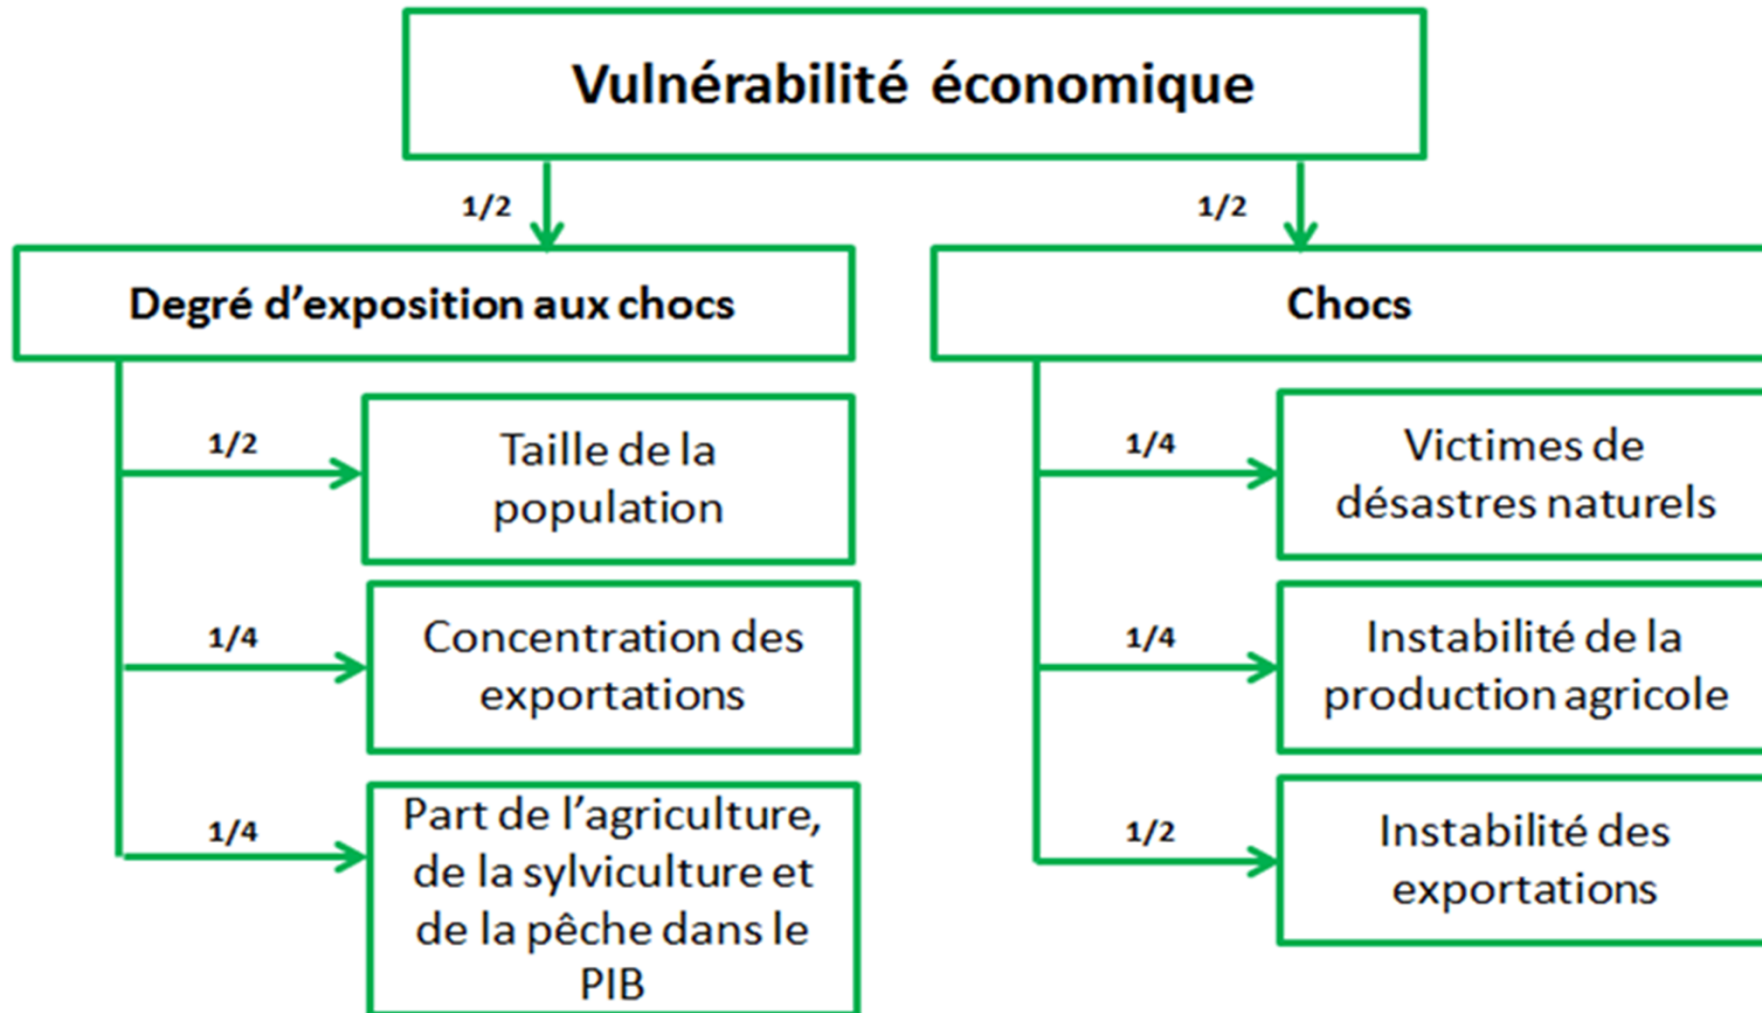 Vulnérabilité économique
1/2
1/2
Degré d'exposition aux chocs
Chocs
1/2
Taille de la
population
1/4
Concentration des
exportations
1/4
Part de l'agriculture,
de la sylviculture et
de la pêche dans le
PIB
1/4
Victimes de
désastres naturels
1/4
Instabilité de la
production agricole
1/2
Instabilité des
exportations